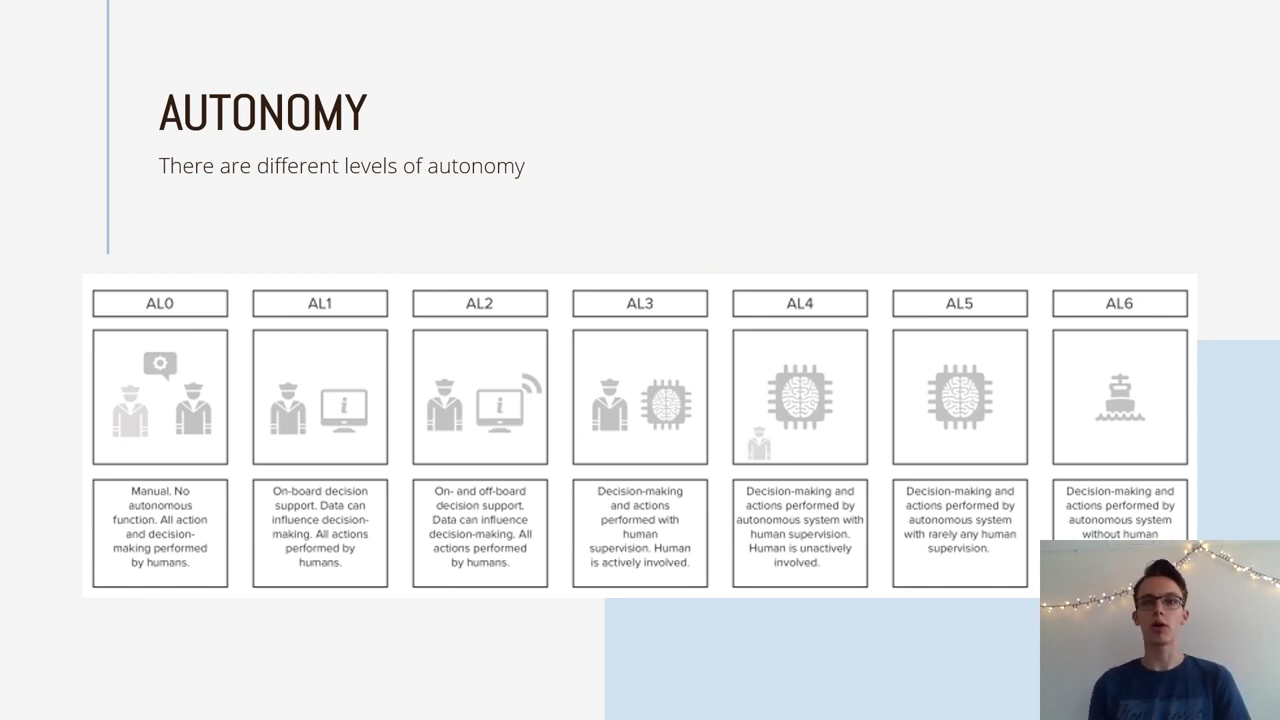 AUTONOMY
There are different levels of autonomy
AL0
AL1
AL2
AL3
AL4
AL5
AL6
i
i
Manual. No
autonomous
function. All action
and decision-
making performed
by humans.
On-board decision
support. Data can
influence decision-
making. All actions
performed by
humans.
On- and off-board
decision support.
Data can influence
decision-making. All
actions performed
by humans.
Decision-making
and actions
performed with
human
supervision. Human
is actively involved.
Decision-making and
actions performed by
autonomous system with
human supervision.
Human is unactively
involved.
Decision-making and
actions performed by
autonomous system
with rarely any human
supervision.
Decision-making and
actions performed by
autonomous system
without human